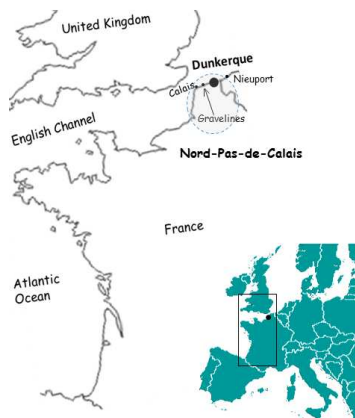 United Kingdom
Dunkerque
Calais
Nieuport
English Channel
Gravelines
Nord-Pas-de-Calais
France
Atlantic
Ocean